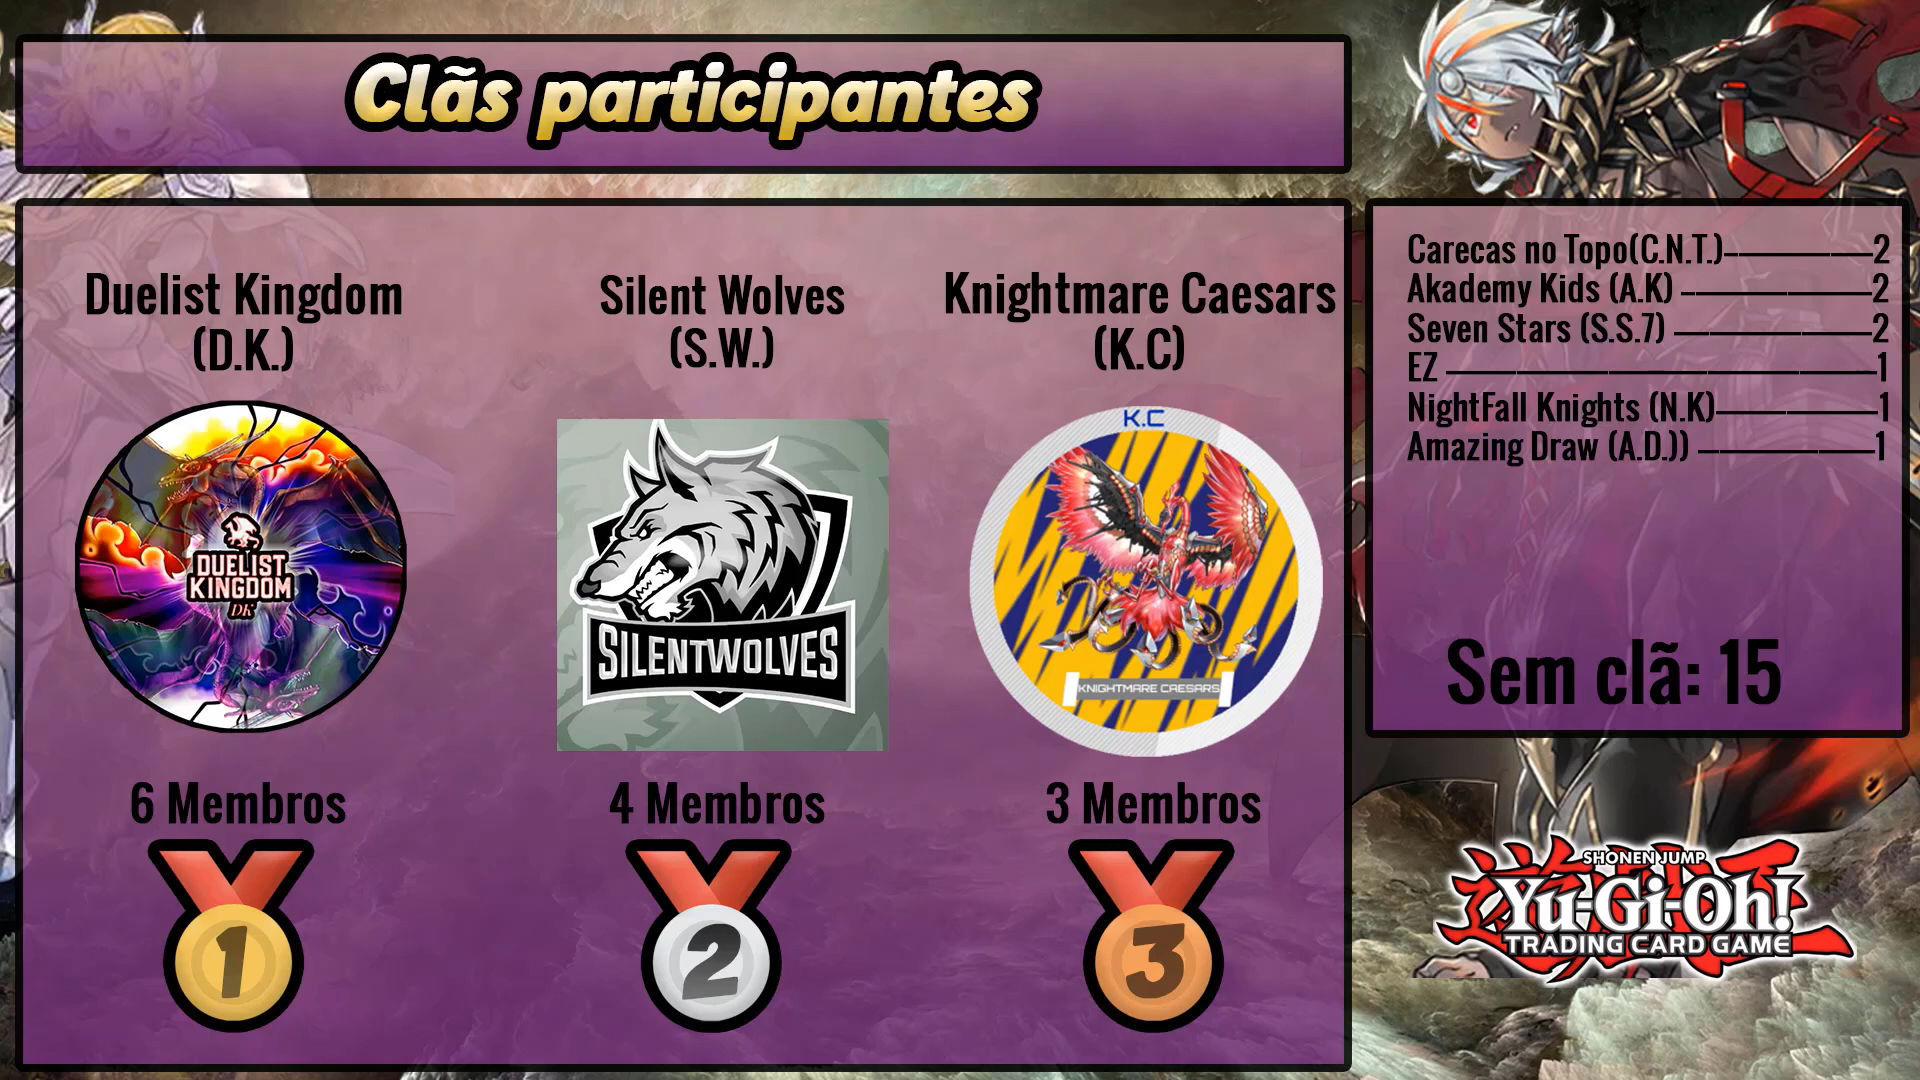 Clãs participantes
Duelist Kingdom
(D.K.)
DUELIST
KINGDOM
DK
6 Membros
1
Silent Wolves
(S.W.)
SILENTWOLVES
4 Membros
2
Knightmare Caesars
(K.C)
K.C
KNIGHTMARE CAESARS
3 Membros
3
Carecas no Topo(C.N.T.)—————2
Akademy Kids (A.K) ——————2
Seven Stars (S.S.7) ——————2
EZ —————————————1
NightFall Knights (N.K)—————1
Amazing Draw (A.D.)) —————1
Sem clã: 15
SHONEN JUMP
Yu-Gi-Oh!
TRADING CARD GAME